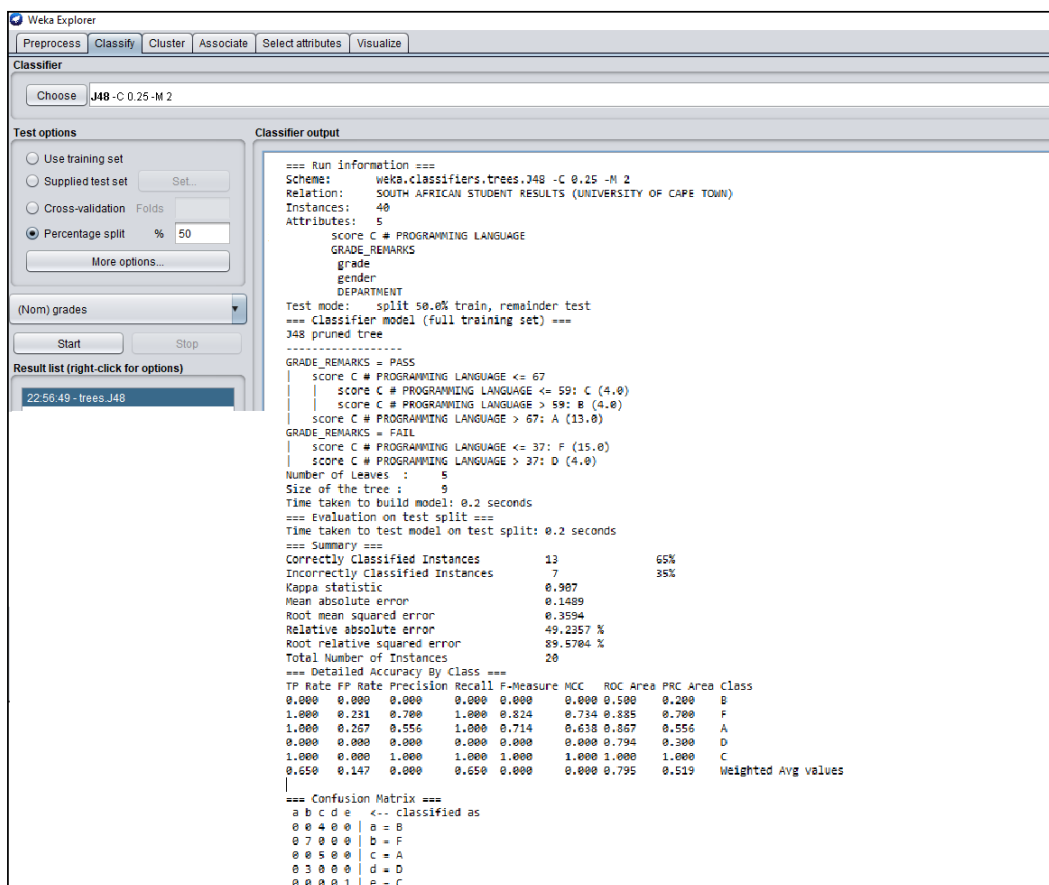 Weka Explorer
Preprocess Classify Cluster Associate Select attributes Visualize
Classifier
Choose J48 -C 0.25 -M 2
Test options
Use training set
Supplied test set Set...
Cross-validation Folds
Percentage split % 50
More options...
(Nom) grades
Start Stop
Result list (right-click for options)
22:56:49 - trees.J48
Classifier output
=== Run information ===
Scheme: weka.classifiers.trees.J48 -C 0.25 -M 2
Relation: SOUTH AFRICAN STUDENT RESULTS (UNIVERSITY OF CAPE TOWN)
Instances: 40
Attributes: 5
score C # PROGRAMMING LANGUAGE
GRADE_REMARKS
grade
gender
DEPARTMENT
Test mode: split 50.0% train, remainder test
=== Classifier model (full training set) ===
J48 pruned tree
-----------------
GRADE_REMARKS = PASS
| score C # PROGRAMMING LANGUAGE <= 67
| | score C # PROGRAMMING LANGUAGE <= 59: C (4.0)
| | score C # PROGRAMMING LANGUAGE > 59: B (4.0)
| score C # PROGRAMMING LANGUAGE > 67: A (13.0)
GRADE_REMARKS = FAIL
| score C # PROGRAMMING LANGUAGE <= 37: F (15.0)
| score C # PROGRAMMING LANGUAGE > 37: D (4.0)
Number of Leaves : 5
Size of the tree : 9
Time taken to build model: 0.2 seconds
=== Evaluation on test split ===
Time taken to test model on test split: 0.2 seconds
=== Summary ===
Correctly Classified Instances 13 65%
Incorrectly Classified Instances 7 35%
Kappa statistic 0.907
Mean absolute error 0.1489
Root mean squared error 0.3594
Relative absolute error 49.2357 %
Root relative squared error 89.5704 %
Total Number of Instances 20
=== Detailed Accuracy By Class ===
TP Rate FP Rate Precision Recall F-Measure MCC ROC Area PRC Area Class
0.000 0.000 0.000 0.000 0.000 0.000 0.500 0.200 B
1.000 0.231 0.700 1.000 0.824 0.734 0.885 0.700 F
1.000 0.267 0.556 1.000 0.714 0.638 0.867 0.556 A
0.000 0.000 0.000 0.000 0.000 0.000 0.794 0.300 D
1.000 0.000 1.000 1.000 1.000 1.000 1.000 1.000 C
0.650 0.147 0.000 0.650 0.000 0.000 0.795 0.519 Weighted Avg values
=== Confusion Matrix ===
a b c d e <-- classified as
0 0 4 0 0 | a = B
0 7 0 0 0 | b = F
0 0 5 0 0 | c = A
0 3 0 0 0 | d = D
0 0 0 0 1 | e = C